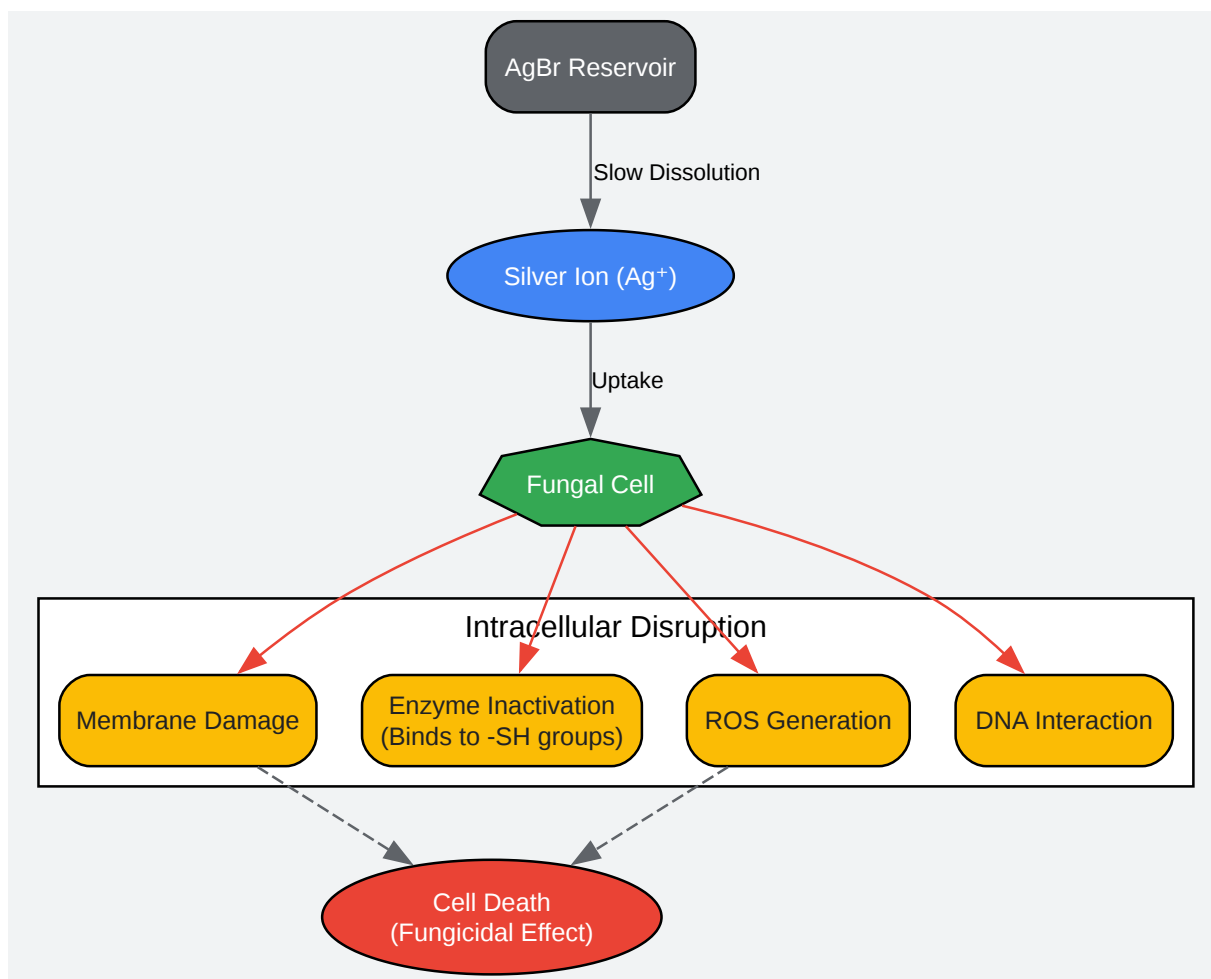 AgBr Reservoir
Slow Dissolution
Silver Ion (Ag⁺)
Uptake
Fungal Cell
Intracellular Disruption
Membrane Damage
Enzyme Inactivation
(Binds to -SH groups)
ROS Generation
DNA Interaction
Cell Death
(Fungicidal Effect)